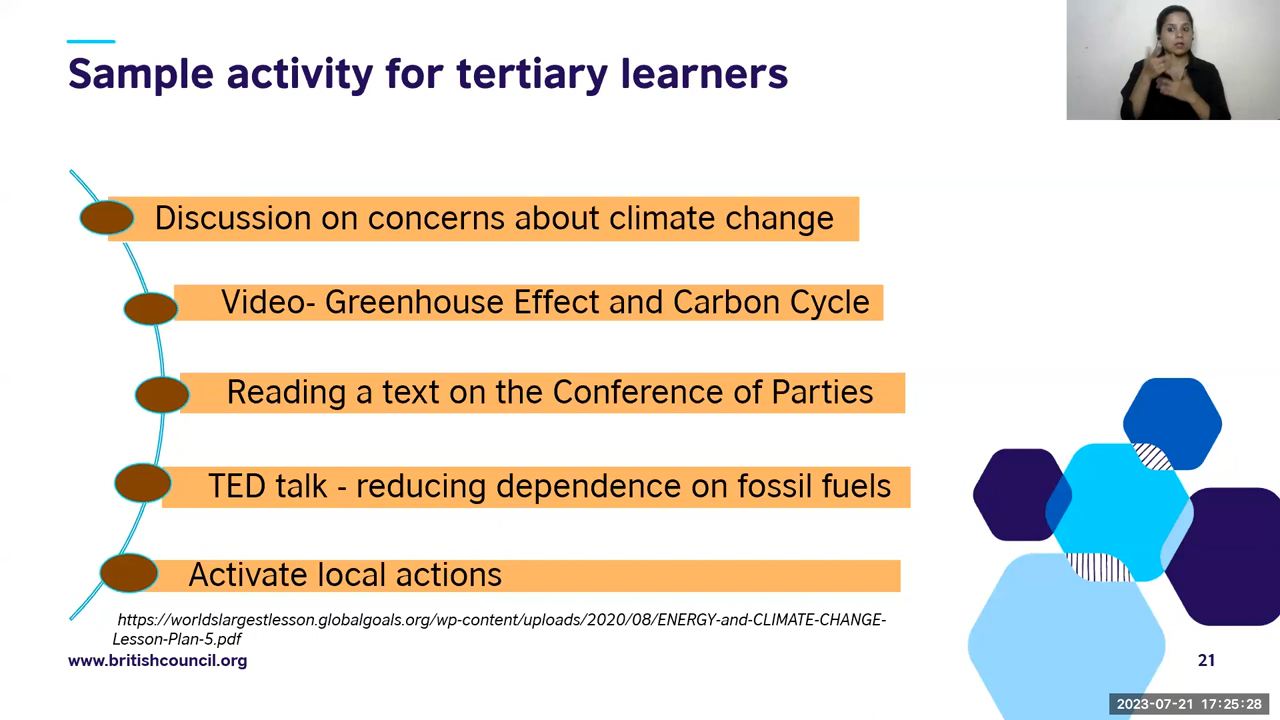 Sample activity for tertiary learners
Discussion on concerns about climate change
Video- Greenhouse Effect and Carbon Cycle
Reading a text on the Conference of Parties
TED talk - reducing dependence on fossil fuels
Activate local actions
https://worldslargestlesson.globalgoals.org/wp-content/uploads/2020/08/ENERGY-and-CLIMATE-CHANGE-
Lesson-Plan-5.pdf
www.britishcouncil.org
21
2023-07-21 17:25:28